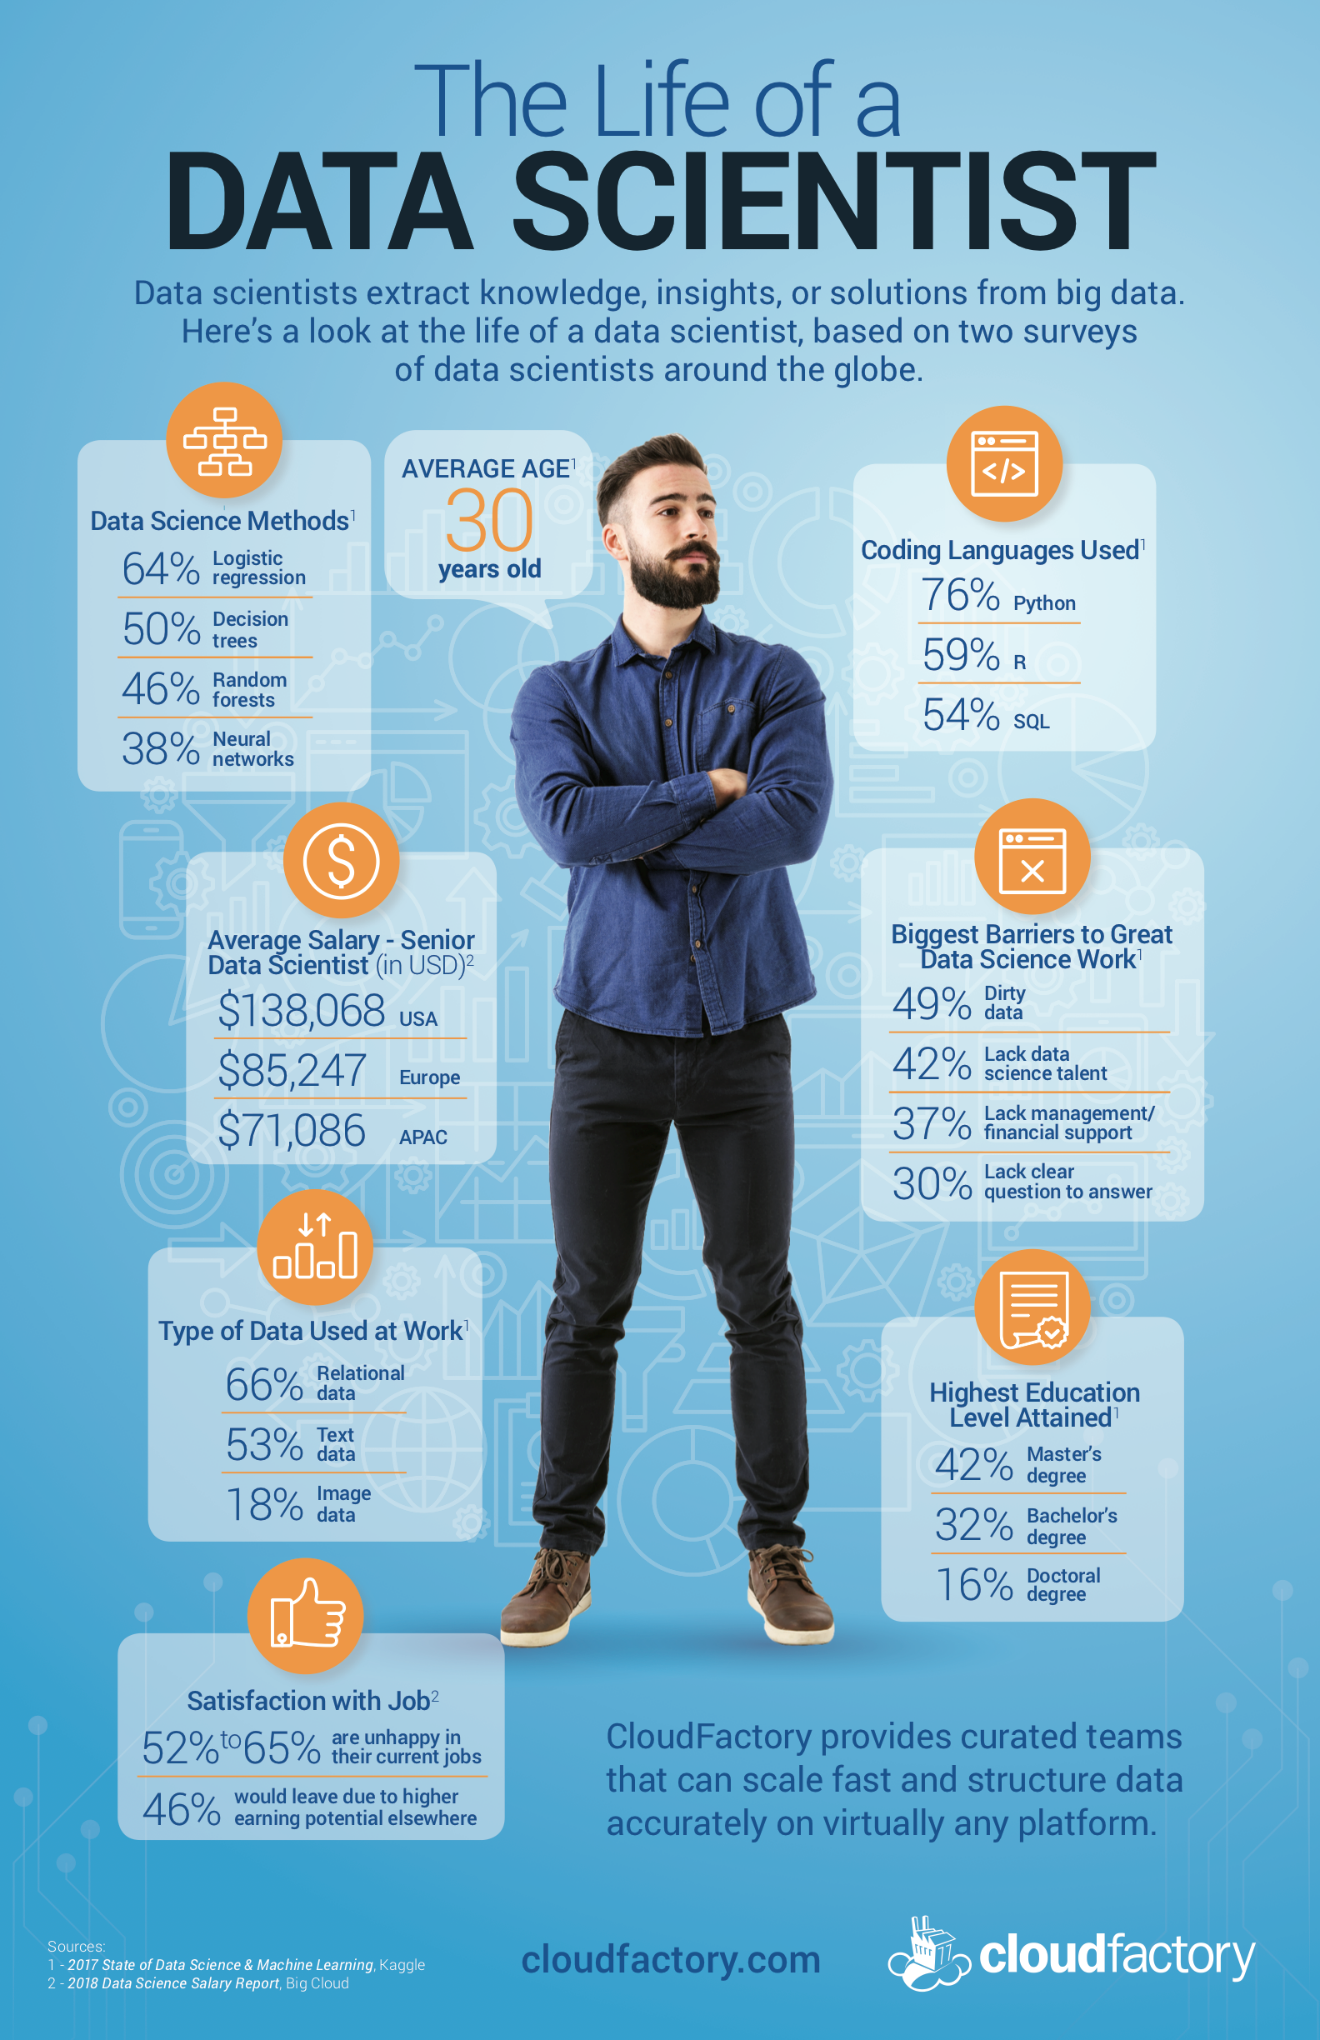 The Life of a
DATA SCIENTIST
Data scientists extract knowledge, insights, or solutions from big data.
Here's a look at the life of a data scientist, based on two surveys
of data scientists around the globe.
Data Science Methods1
64% Logistic
regression
50% Decision
trees
46% Random
forests
38% Neural
networks
AVERAGE AGE1
30
years old
Coding Languages Used1
76% Python
59% R
54% SQL
Average Salary - Senior
Data Scientist (in USD)2
$138,068 USA
$85,247 Europe
$71,086 APAC
Biggest Barriers to Great
Data Science Work1
49% Dirty
data
42% Lack data
science talent
37% Lack management/
financial support
30% Lack clear
question to answer
Type of Data Used at Work1
66% Relational
data
53% Text
data
18% Image
data
Highest Education
Level Attained1
42% Master's
degree
32% Bachelor's
degree
16% Doctoral
degree
Satisfaction with Job2
52% to 65% are unhappy in
their current jobs
46% would leave due to higher
earning potential elsewhere
CloudFactory provides curated teams
that can scale fast and structure data
accurately on virtually any platform.
Sources:
1 - 2017 State of Data Science & Machine Learning, Kaggle
2 - 2018 Data Science Salary Report, Big Cloud
cloudfactory.com
cloudfactory